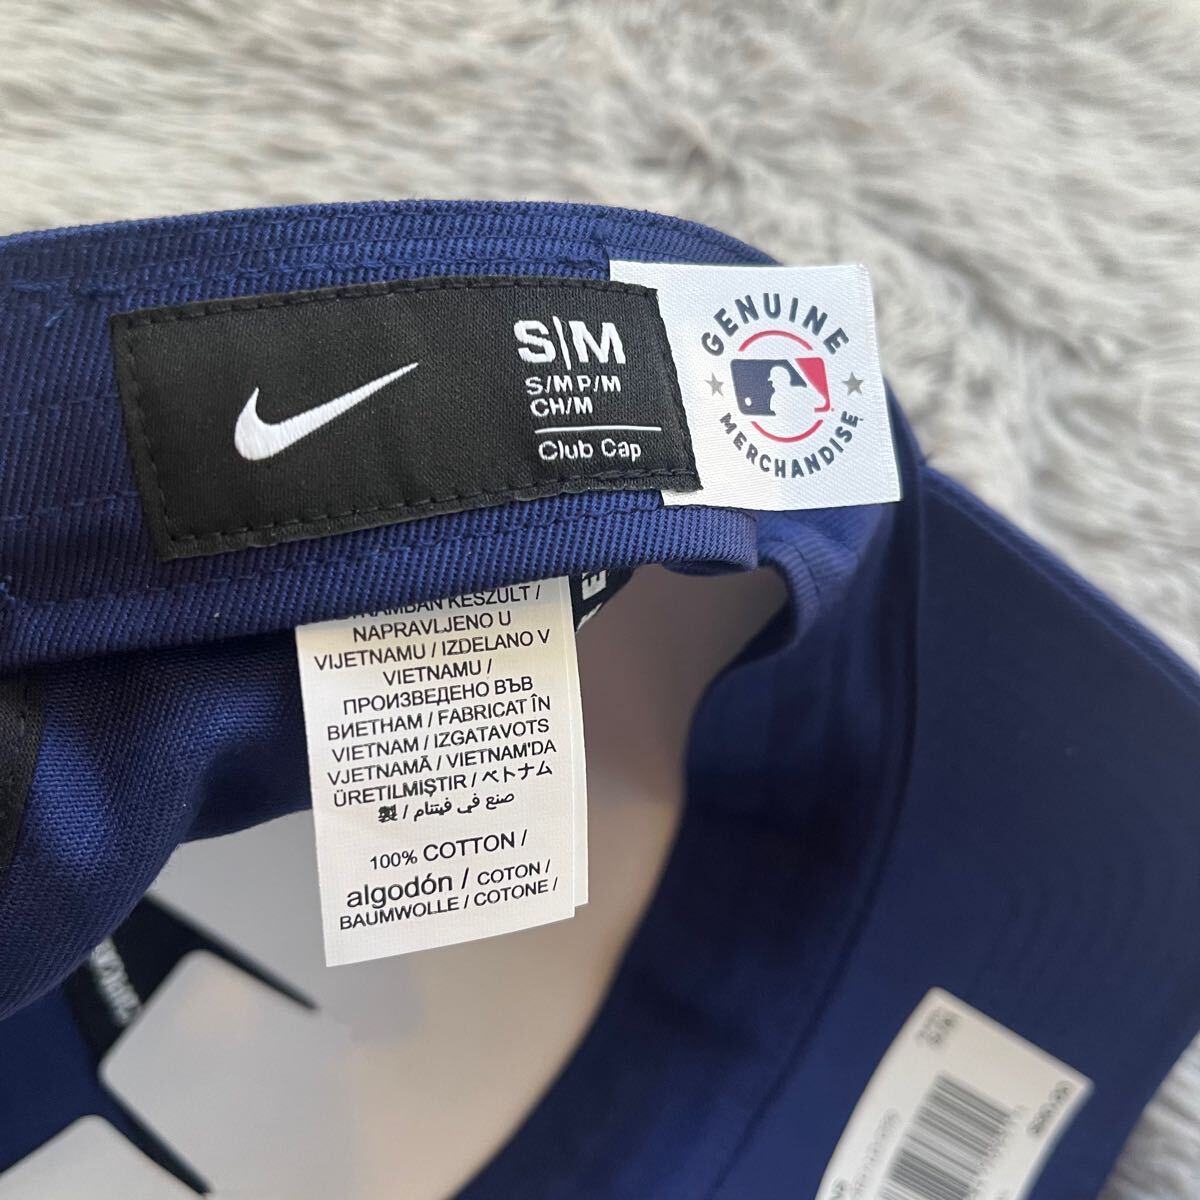 S|M
S/M P/M
CH/M
Club Cap
GENUINE
MERCHANDISE
NAPRAVLJENO U
VIJETNAMU / IZDELANO V
VIETNAMU /
ПРОИЗВЕДЕНО ВЪВ
ВИЕТНАМ / FABRICAT ÎN
VIETNAM / IZGATAVOTS
VJETNAMĀ / VIETNAM'DA
ÜRETILMIŞTIR / ベトナム
製 / صنع في فيتنام
100% COTTON /
algodón / COTON /
BAUMWOLLE / COTONE /